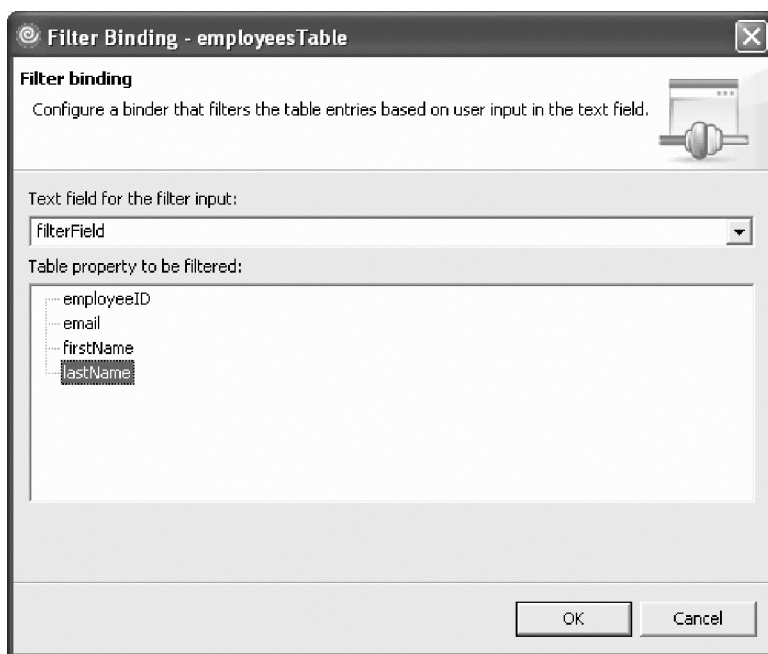 Filter Binding - employeesTable
Filter binding
Configure a binder that filters the table entries based on user input in the text field.
Text field for the filter input:
filterField
Table property to be filtered:
employeeID
email
firstName
lastName
OK Cancel